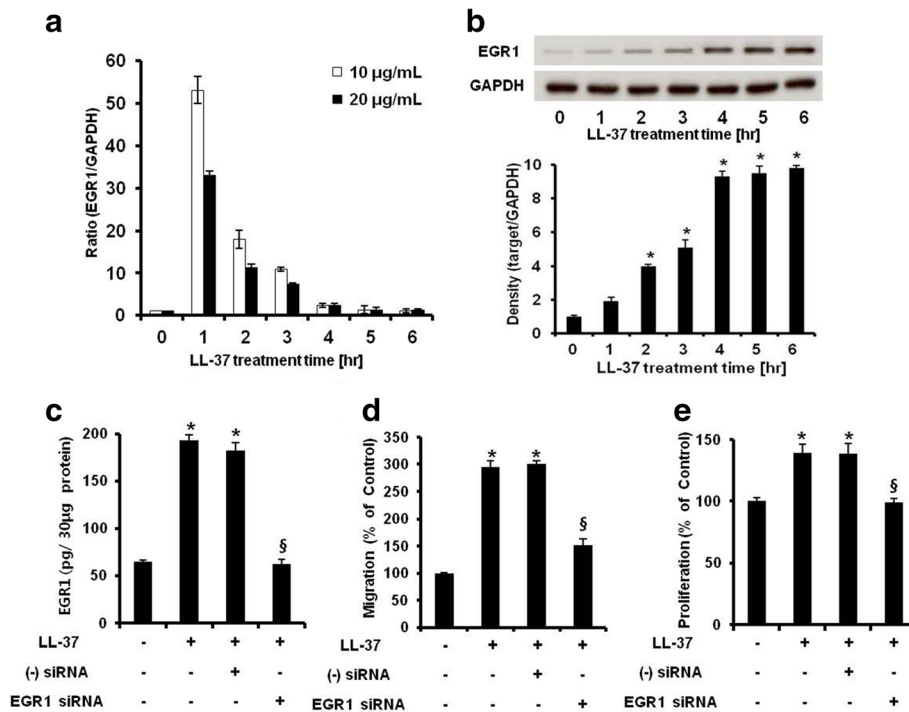 a
Ratio (EGR1/GAPDH)
60
50
40
30
20
10
0
10 µg/mL
20 µg/mL
0 1 2 3 4 5 6
LL-37 treatment time [hr]
b
EGR1
GAPDH
0 1 2 3 4 5 6
LL-37 treatment time [hr]
Density (target/GAPDH)
10
8
6
4
2
0
* * * * *
0 1 2 3 4 5 6
LL-37 treatment time [hr]
c
EGR1 (pg/ 30µg protein)
200
150
100
50
0
* * §
LL-37 - + + +
(-) siRNA - - + -
EGR1 siRNA - - - +
d
Migration (% of Control)
350
300
250
200
150
100
50
0
* * §
LL-37 - + + +
(-) siRNA - - + -
EGR1 siRNA - - - +
e
Proliferation (% of Control)
150
100
50
0
* * §
LL-37 - + + +
(-) siRNA - - + -
EGR1 siRNA - - - +